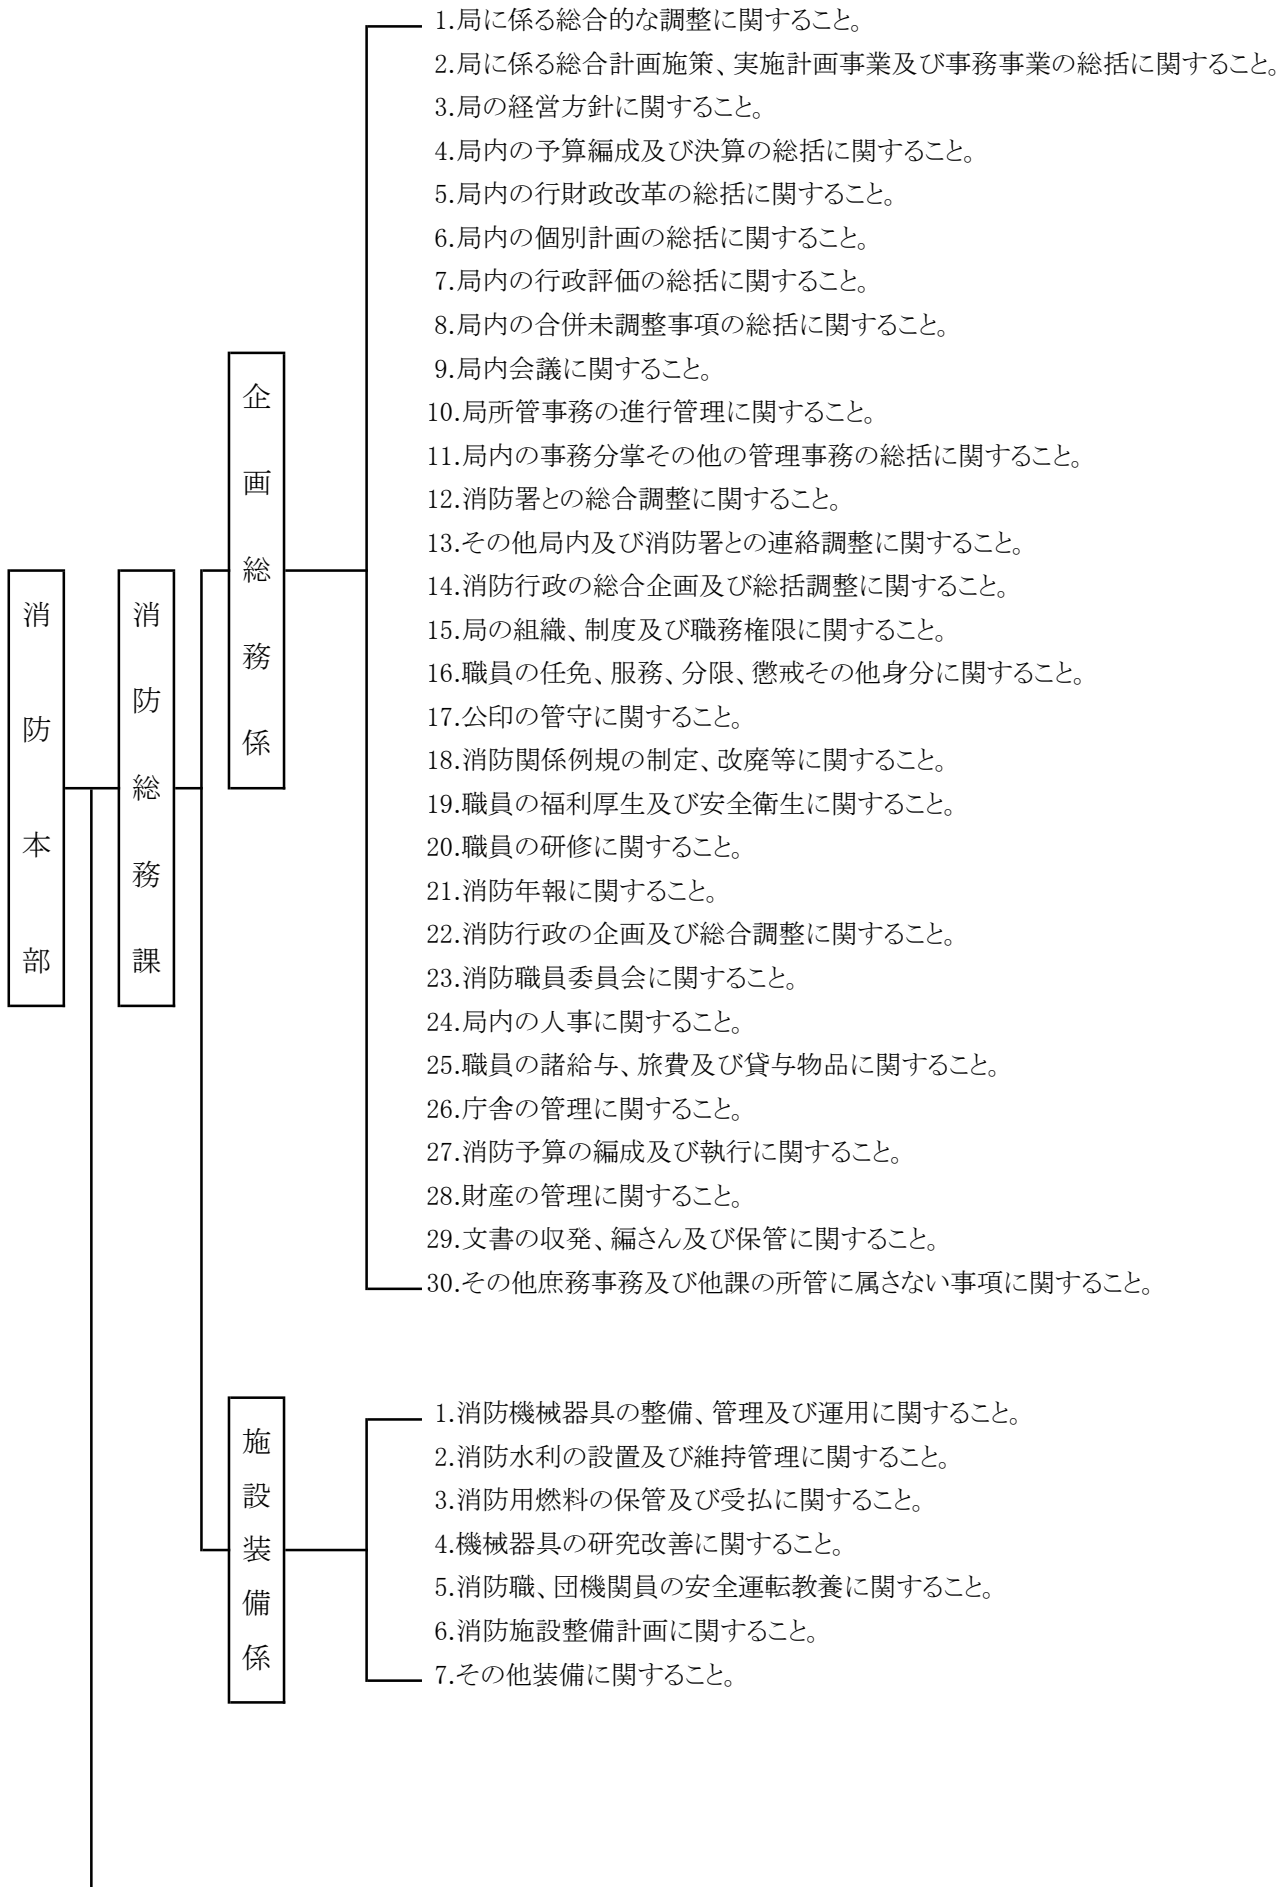 消防本部
消防総務課
企画総務係
1.局に係る総合的な調整に関すること。
2.局に係る総合計画施策、実施計画事業及び事務事業の総括に関すること。
3.局の経営方針に関すること。
4.局内の予算編成及び決算の総括に関すること。
5.局内の行財政改革の総括に関すること。
6.局内の個別計画の総括に関すること。
7.局内の行政評価の総括に関すること。
8.局内の合併未調整事項の総括に関すること。
9.局内会議に関すること。
10.局所管事務の進行管理に関すること。
11.局内の事務分掌その他の管理事務の総括に関すること。
12.消防署との総合調整に関すること。
13.その他局内及び消防署との連絡調整に関すること。
14.消防行政の総合企画及び総括調整に関すること。
15.局の組織、制度及び職務権限に関すること。
16.職員の任免、服務、分限、懲戒その他身分に関すること。
17.公印の管守に関すること。
18.消防関係例規の制定、改廃等に関すること。
19.職員の福利厚生及び安全衛生に関すること。
20.職員の研修に関すること。
21.消防年報に関すること。
22.消防行政の企画及び総合調整に関すること。
23.消防職員委員会に関すること。
24.局内の人事に関すること。
25.職員の諸給与、旅費及び貸与物品に関すること。
26.庁舎の管理に関すること。
27.消防予算の編成及び執行に関すること。
28.財産の管理に関すること。
29.文書の収発、編さん及び保管に関すること。
30.その他庶務事務及び他課の所管に属さない事項に関すること。
施設装備係
1.消防機械器具の整備、管理及び運用に関すること。
2.消防水利の設置及び維持管理に関すること。
3.消防用燃料の保管及び受払に関すること。
4.機械器具の研究改善に関すること。
5.消防職、団機関員の安全運転教養に関すること。
6.消防施設整備計画に関すること。
7.その他装備に関すること。